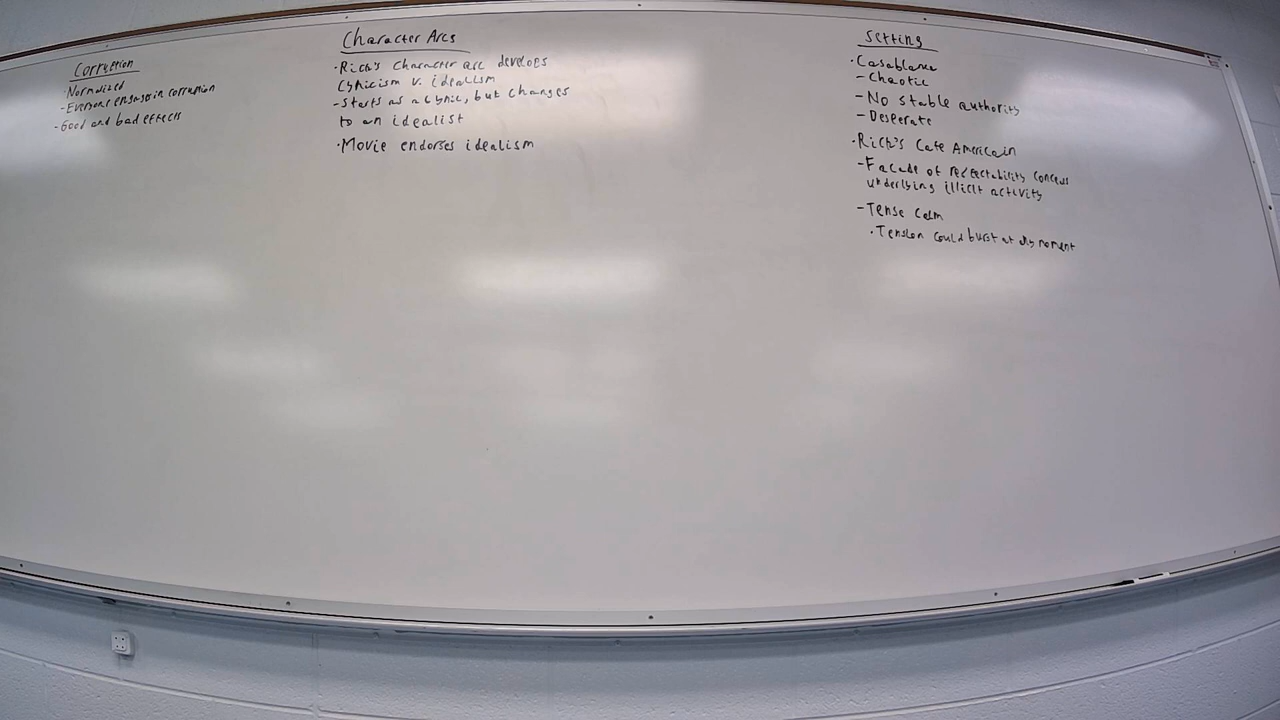 Corruption
·Normalized
-Everyone engages in corruption
-Good and bad effects
Character Arcs
·Rick's Character arc develops
Cynicism v. idealism
-Starts as a cynic, but changes
to an idealist
·Movie endorses idealism
Setting
·Casablanca
-Chaotic
-No stable authority
-Desperate
·Rick's Cafe Americain
-Facade of respectability conceals
underlying illicit activity
-Tense calm
·Tension could burst at any moment